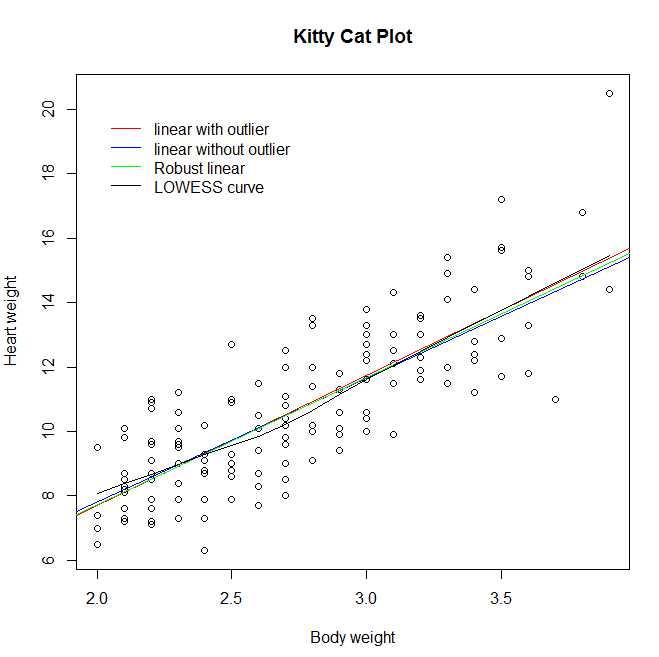 Kitty Cat Plot
linear with outlier
linear without outlier
Robust linear
LOWESS curve
Heart weight
20
18
16
14
12
10
8
6
2.0 2.5 3.0 3.5
Body weight